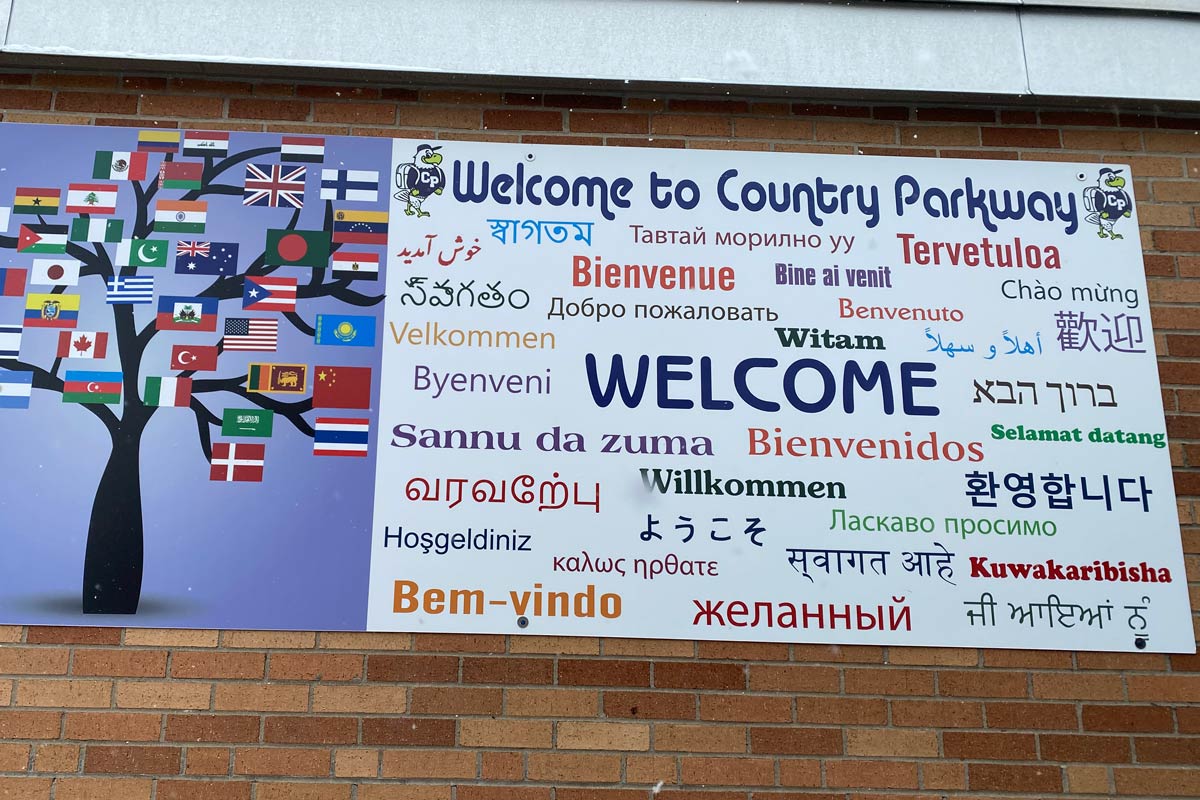 CP Welcome to Country Parkway CP
خوش آمدید স্বাগতম Тавтай морилно уу Tervetuloa
Bienvenue Bine ai venit
స్వాగతం Добро пожаловать Benvenuto Chào mừng
Velkommen Witam أهلاً و سهلاً 歡迎
Byenveni WELCOME ברוך הבא
Sannu da zuma Bienvenidos Selamat datang
வரவேற்பு Willkommen 환영합니다
Hoşgeldiniz ようこそ Ласкаво просимо
καλως ηρθατε स्वागत आहे Kuwakaribisha
Bem-vindo желанный ਜੀ ਆਇਆਂ ਨੂੰ